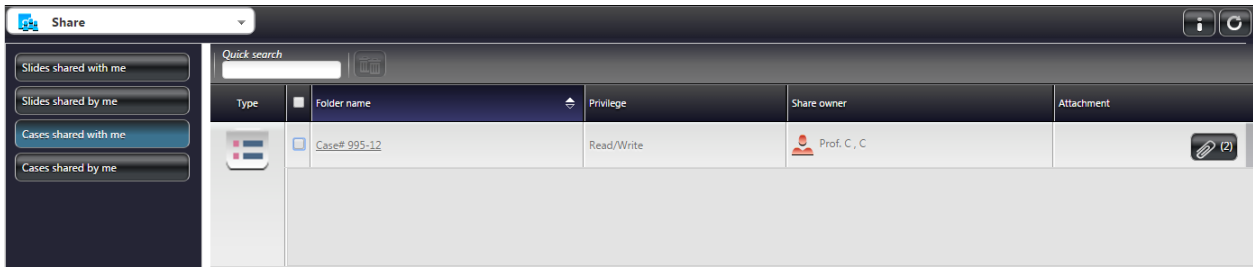 Share
Slides shared with me
Slides shared by me
Cases shared with me
Cases shared by me
Quick search
Type Folder name Privilege Share owner Attachment
Case# 995-12 Read/Write Prof. C , C (2)